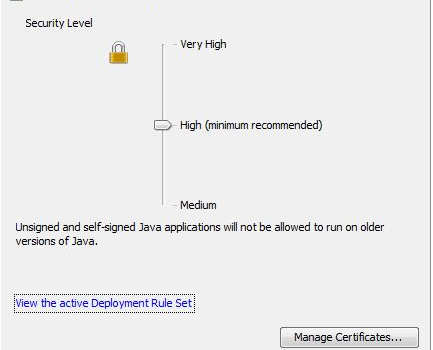 Security Level
Very High
High (minimum recommended)
Medium
Unsigned and self-signed Java applications will not be allowed to run on older
versions of Java.
View the active Deployment Rule Set
Manage Certificates...